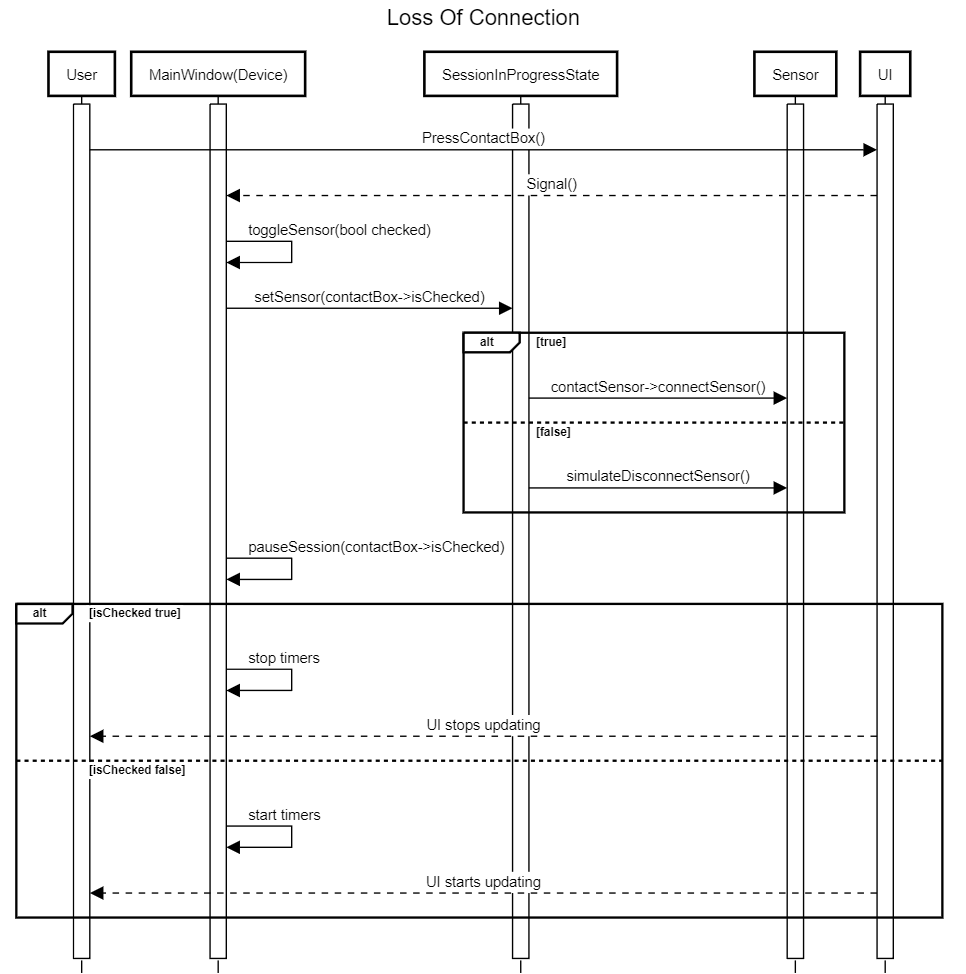 Loss Of Connection
User
MainWindow(Device)
SessionInProgressState
Sensor
UI
PressContactBox()
Signal()
toggleSensor(bool checked)
setSensor(contactBox->isChecked)
alt
[true]
contactSensor->connectSensor()
[false]
simulateDisconnectSensor()
pauseSession(contactBox->isChecked)
alt
[isChecked true]
stop timers
UI stops updating
[isChecked false]
start timers
UI starts updating